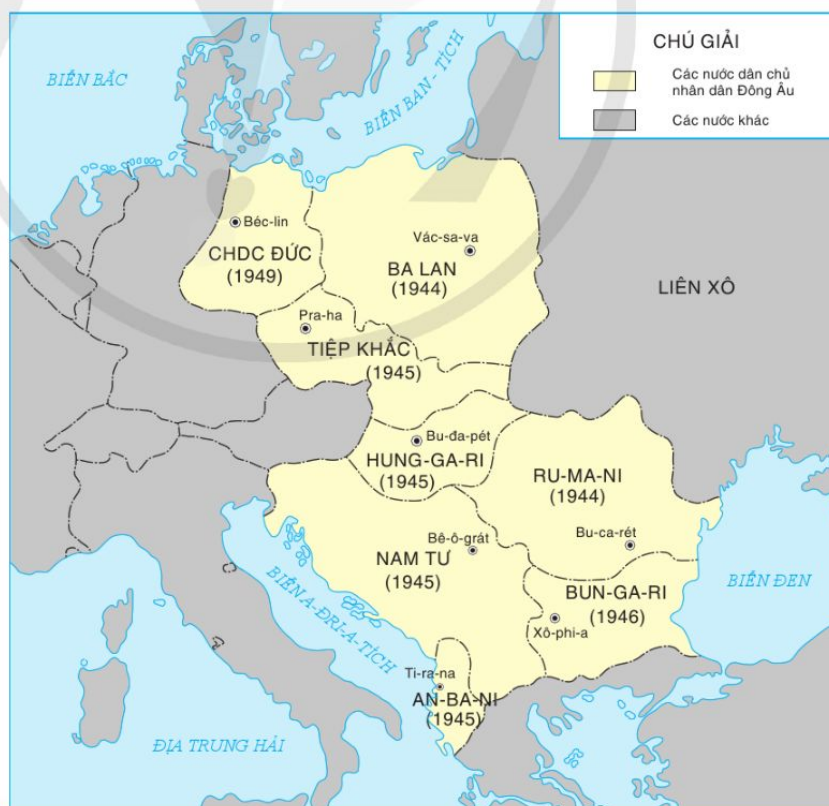 CHÚ GIẢI
Các nước dân chủ
nhân dân Đông Âu
Các nước khác
BIỂN BẮC
BIỂN BAN - TÍCH
Béc-lin
CHDC ĐỨC
(1949)
Vác-sa-va
BA LAN
(1944)
LIÊN XÔ
Pra-ha
TIỆP KHẮC
(1945)
Bu-đa-pét
HUNG-GA-RI
(1945)
RU-MA-NI
(1944)
Bu-ca-rét
Bê-ô-grát
NAM TƯ
(1945)
BIỂN A-ĐRI-A-TÍCH
BUN-GA-RI
(1946)
Xô-phi-a
BIỂN ĐEN
Ti-ra-na
AN-BA-NI
(1945)
ĐỊA TRUNG HẢI